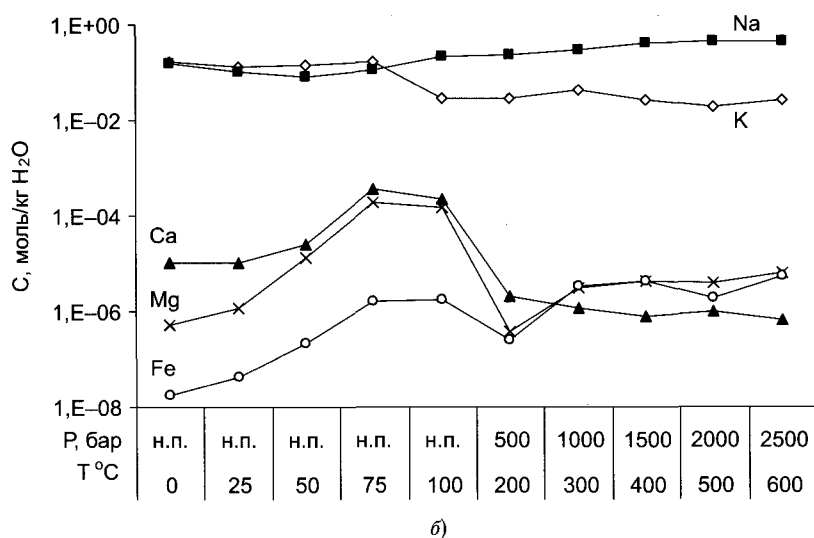 1,E+00
1,E–02
1,E–04
1,E–06
1,E–08
C, моль/кг H₂O
Na
K
Ca
Mg
Fe
P, бар н.п. н.п. н.п. н.п. н.п. 500 1000 1500 2000 2500
T °C 0 25 50 75 100 200 300 400 500 600
б)